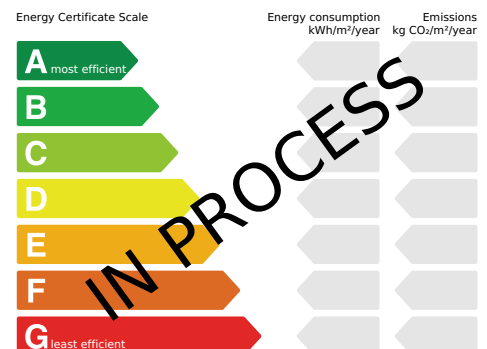 Energy Certificate Scale
Energy consumption
kWh/m²/year
Emissions
kg CO₂/m²/year
A most efficient
B
C
D
E
F
G least efficient
IN PROCESS